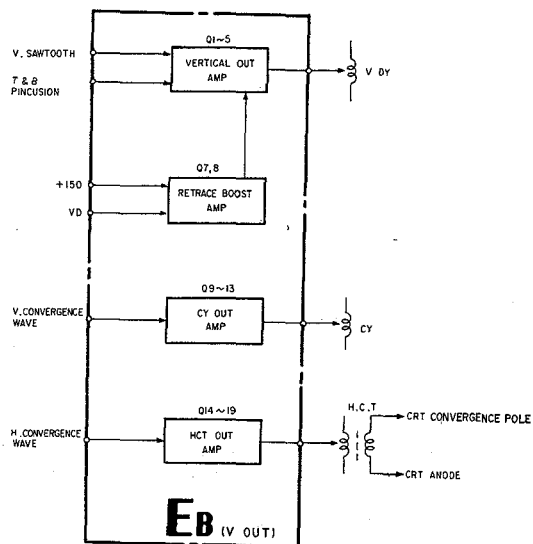 Q1~5
V. SAWTOOTH
VERTICAL OUT
AMP
T & B
PINCUSION
V DY
Q7,8
+150
RETRACE BOOST
AMP
VD
Q9~13
V.CONVERGENCE
WAVE
CY OUT
AMP
CY
Q14~19
H.C.T
CRT CONVERGENCE POLE
H.CONVERGENCE
WAVE
HCT OUT
AMP
CRT ANODE
EB (V OUT)